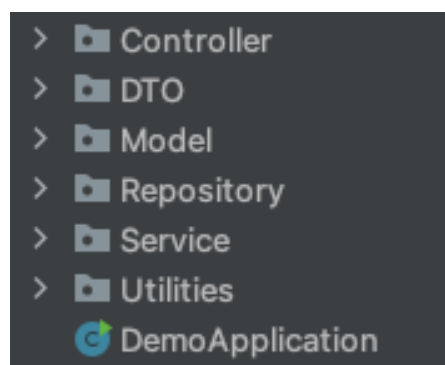 Controller
DTO
Model
Repository
Service
Utilities
DemoApplication